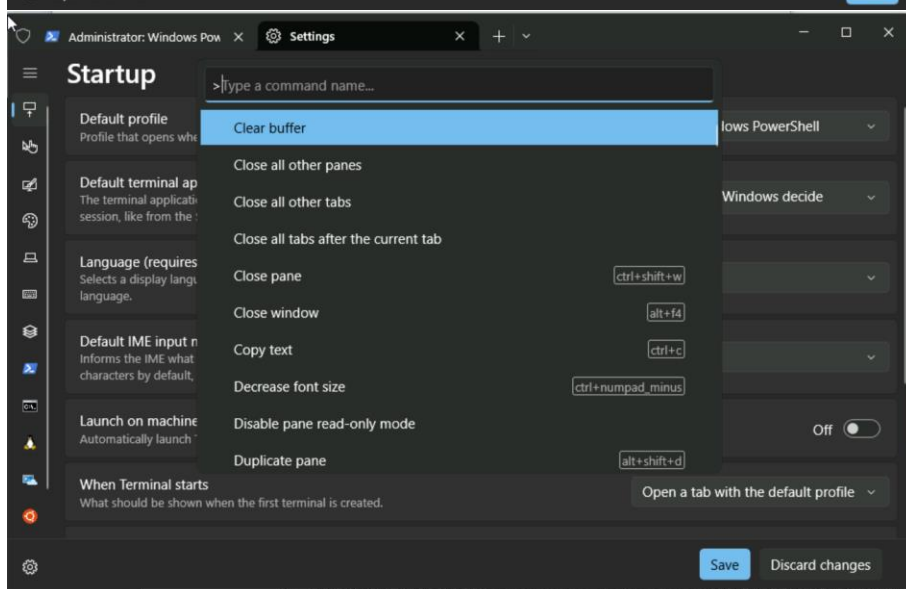 Administrator: Windows Pow
Settings
Startup
>Type a command name...
Default profile
Profile that opens whe
lows PowerShell
Clear buffer
Close all other panes
Default terminal ap
The terminal applicati
session, like from the
Windows decide
Close all other tabs
Close all tabs after the current tab
Language (requires
Selects a display langu
language.
Close pane ctrl+shift+w
Close window alt+f4
Default IME input n
Informs the IME what
characters by default,
Copy text ctrl+c
Decrease font size ctrl+numpad_minus
Launch on machine
Automatically launch
Off
Disable pane read-only mode
Duplicate pane alt+shift+d
When Terminal starts
What should be shown when the first terminal is created.
Open a tab with the default profile
Save Discard changes